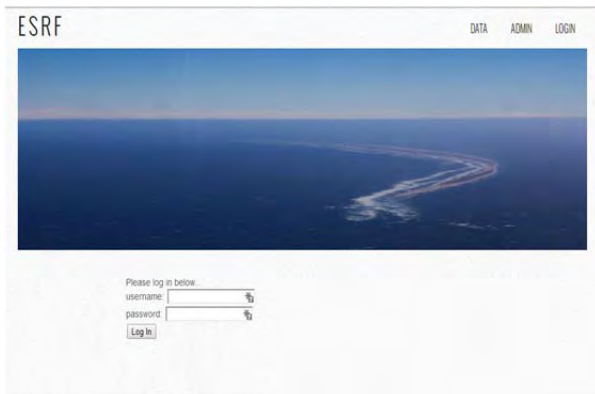 ESRF
DATA ADMIN LOGIN
Please log in below...
username:
password:
Log In